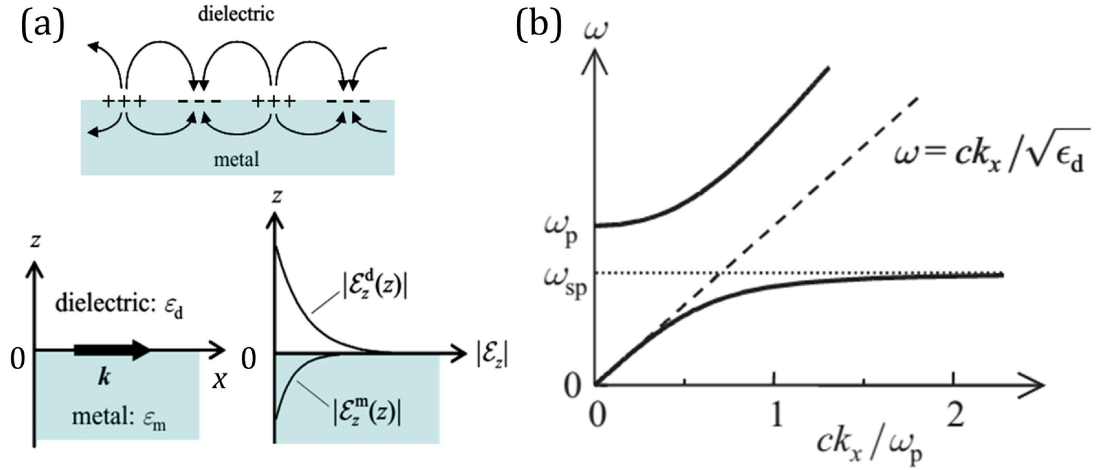 (a)
dielectric
+++ --- +++ ---
metal
z
dielectric: εd
0
k
x
metal: εm
z
|ℰzd(z)|
0
|ℰz|
|ℰzm(z)|
(b)
ω
ω = ckx/√ϵd
ωp
ωsp
0
0 1 2
ckx/ωp